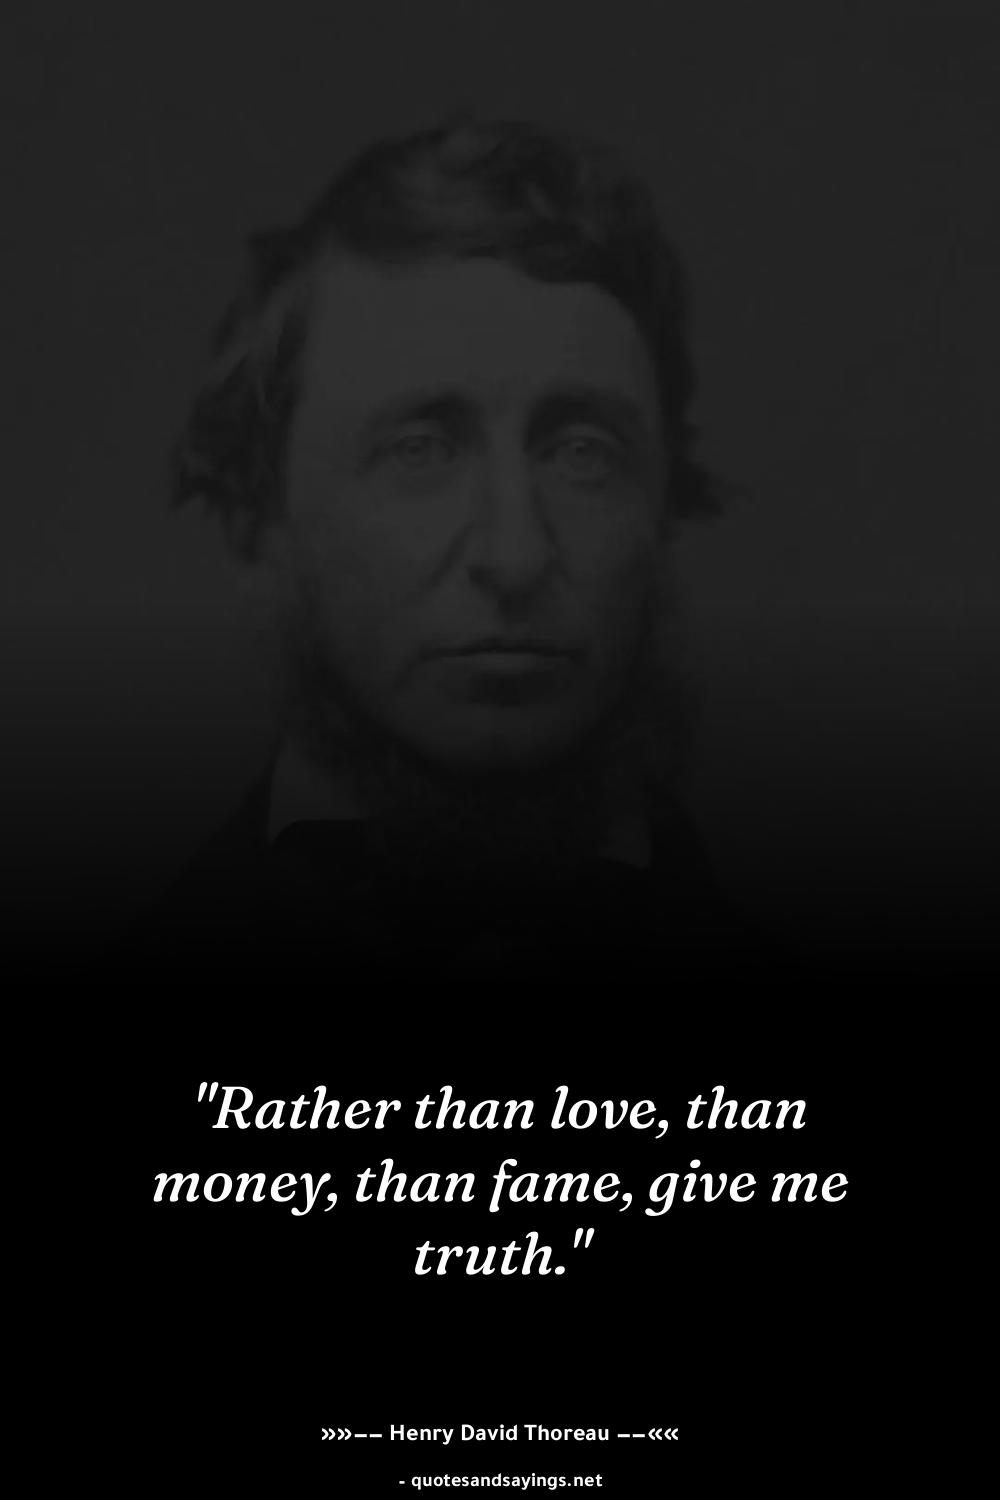 "Rather than love, than
money, than fame, give me
truth."
»»−− Henry David Thoreau −−««
- quotesandsayings.net